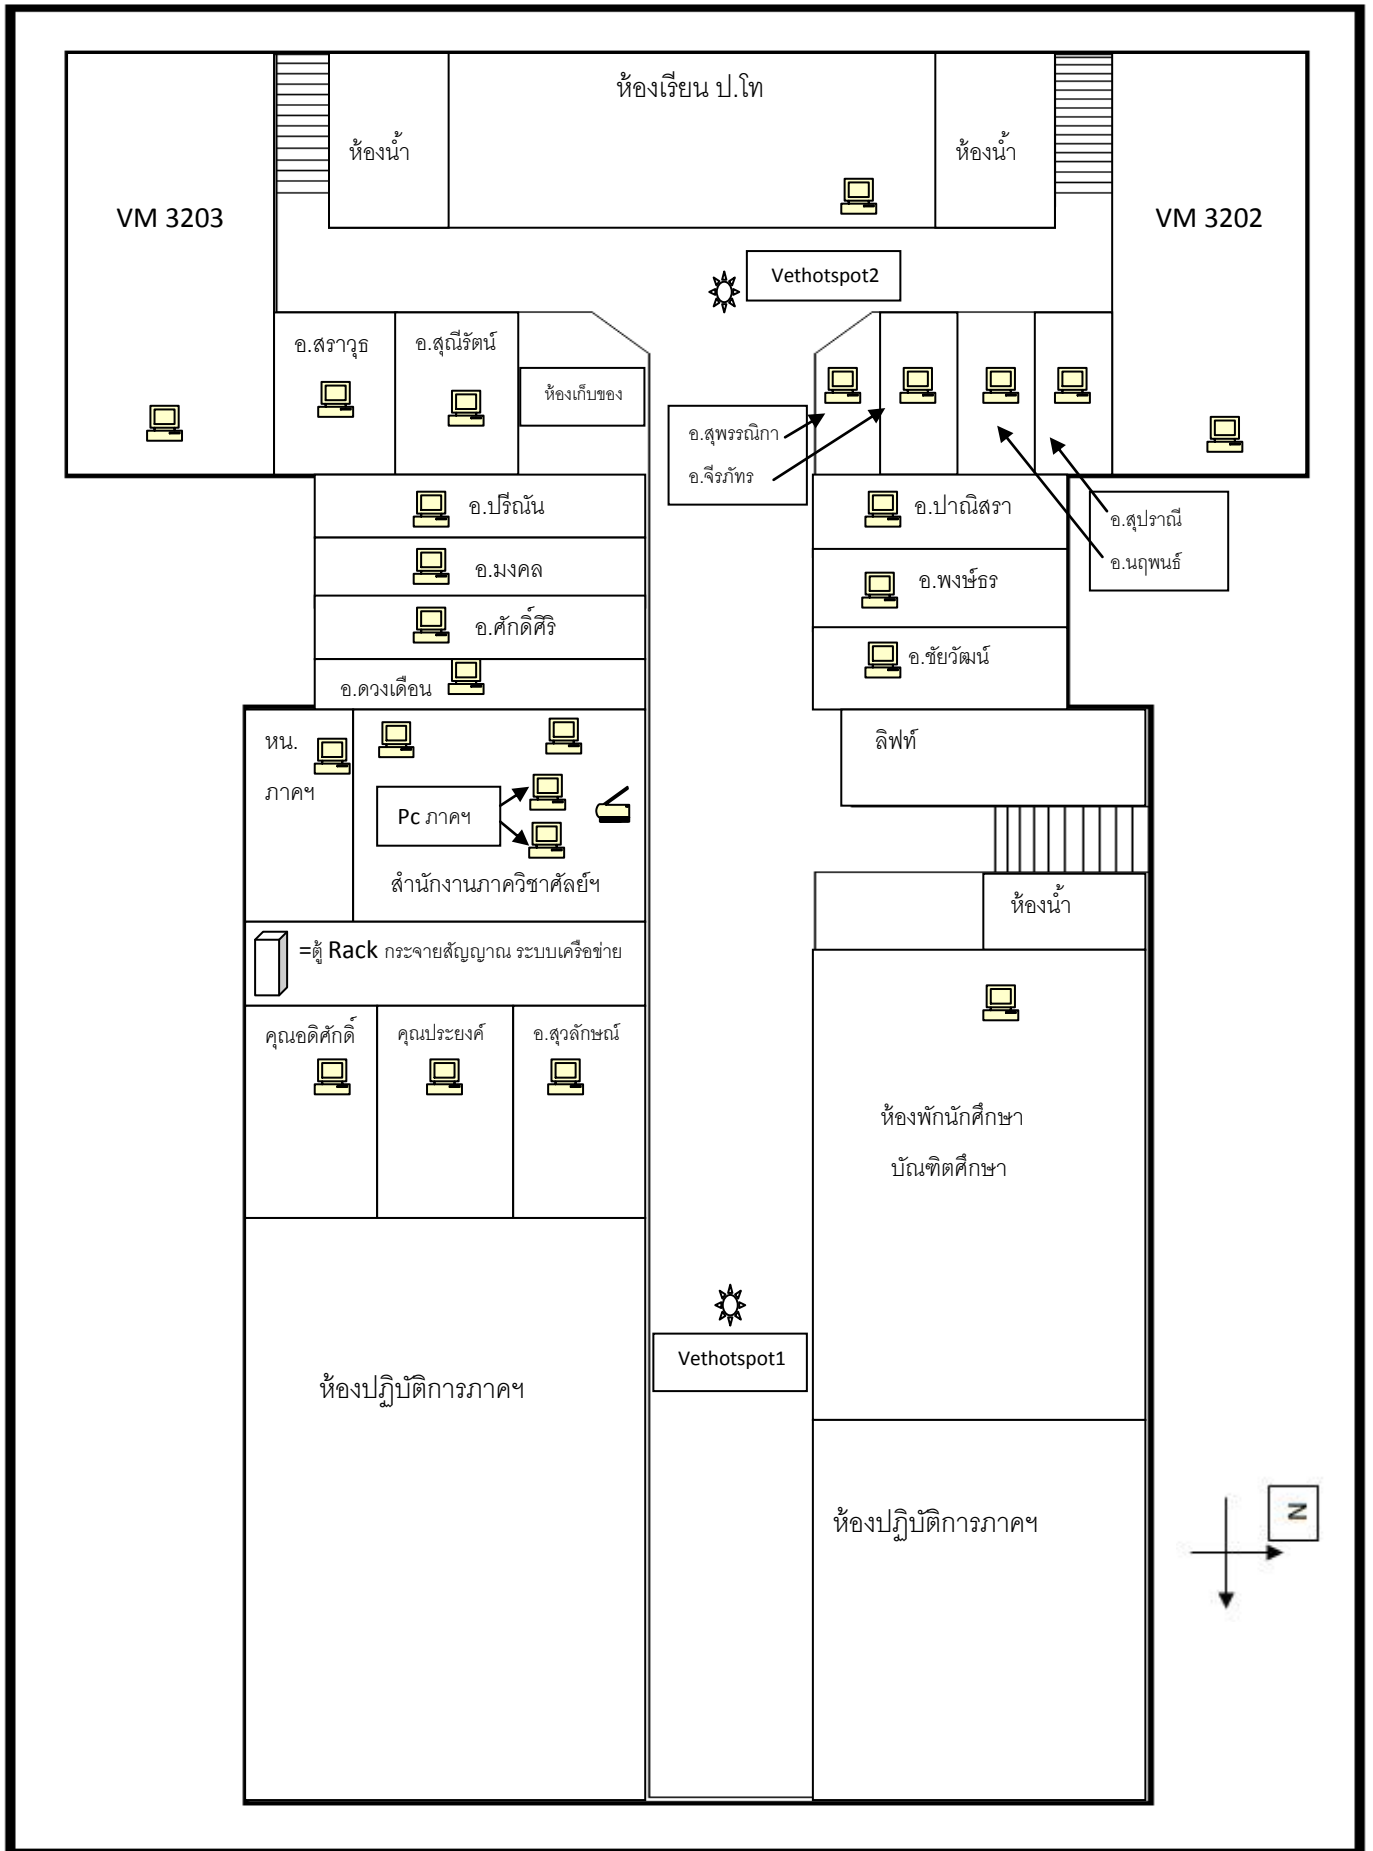 ห้องเรียน ป.โท
ห้องน้ำ
ห้องน้ำ
VM 3203
VM 3202
Vethotspot2
อ.สราวุธ
อ.สุณีรัตน์
ห้องเก็บของ
อ.สุพรรณิกา
อ.จีรภัทร
อ.ปรีณัน
อ.ปาณิสรา
อ.สุปราณี
อ.นฤพนธ์
อ.มงคล
อ.พงษ์ธร
อ.ศักดิ์ศิริ
อ.ชัยวัฒน์
อ.ดวงเดือน
หน.
ภาคฯ
ลิฟท์
Pc ภาคฯ
สำนักงานภาควิชาศัลย์ฯ
ห้องน้ำ
=ตู้ Rack กระจายสัญญาณ ระบบเครือข่าย
คุณอดิศักดิ์
คุณประยงค์
อ.สุวลักษณ์
ห้องพักนักศึกษา
บัณฑิตศึกษา
Vethotspot1
ห้องปฏิบัติการภาคฯ
ห้องปฏิบัติการภาคฯ
N